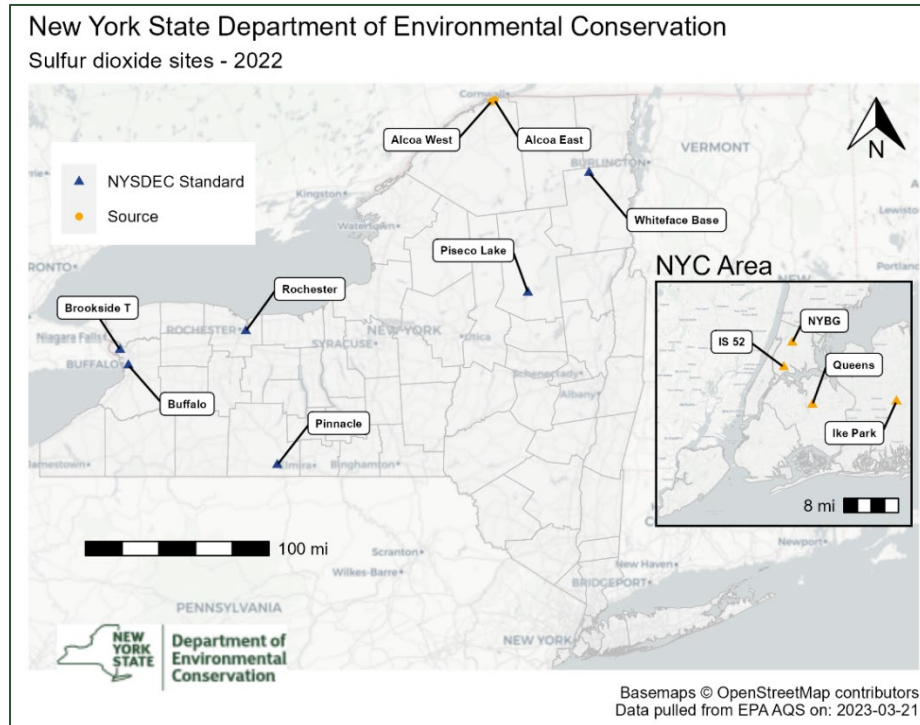 New York State Department of Environmental Conservation
Sulfur dioxide sites - 2022
NYSDEC Standard
Source
Cornwall
Alcoa West
Alcoa East
BURLINGTON
VERMONT
N
Kingston
Watertown
Whiteface Base
Lewiston
Piseco Lake
Portland
NYC Area
NEW
Rochester
Brookside T
ROCHESTER
NEW YORK
Utica
SYRACUSE
Niagara Falls
BUFFALO
Schenectady
Albany
Buffalo
Pinnacle
Jamestown
Elmira
Binghamton
NYBG
IS 52
Queens
Ike Park
8 mi
100 mi
Scranton
Wilkes-Barre
Newport
New Haven
BRIDGEPORT
PENNSYLVANIA
NEW YORK
NEW
YORK
STATE
Department of
Environmental
Conservation
Basemaps © OpenStreetMap contributors
Data pulled from EPA AQS on: 2023-03-21